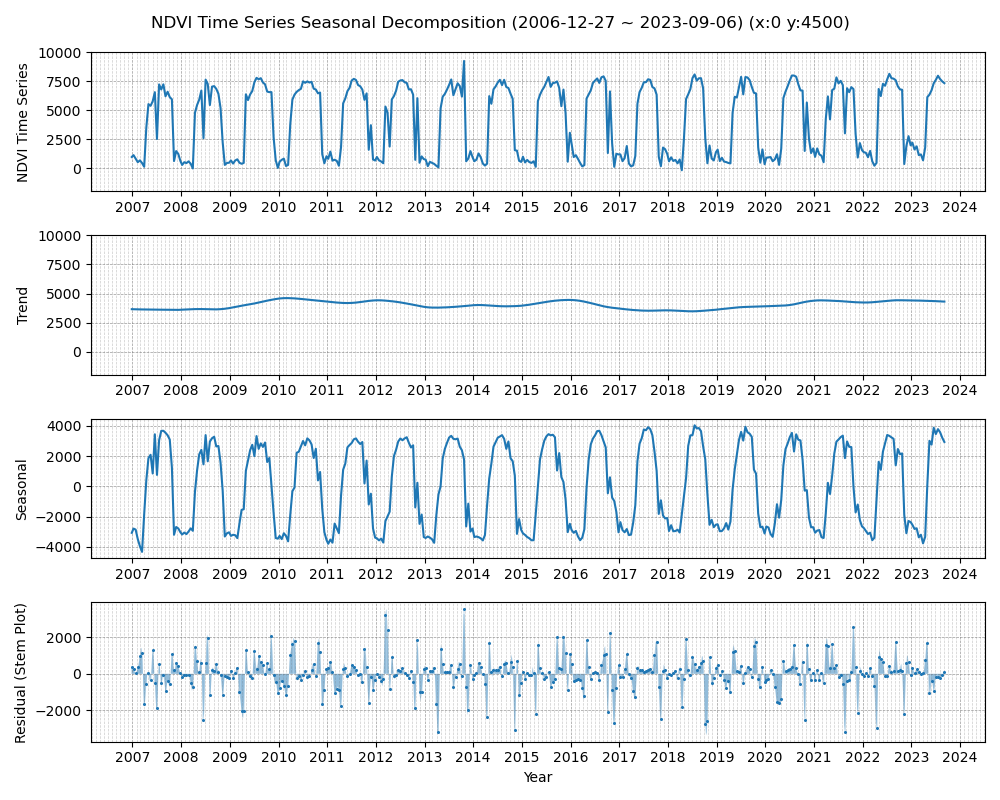 NDVI Time Series Seasonal Decomposition (2006-12-27 ~ 2023-09-06) (x:0 y:4500)
NDVI Time Series
10000
7500
5000
2500
0
2007 2008 2009 2010 2011 2012 2013 2014 2015 2016 2017 2018 2019 2020 2021 2022 2023 2024
Trend
10000
7500
5000
2500
0
2007 2008 2009 2010 2011 2012 2013 2014 2015 2016 2017 2018 2019 2020 2021 2022 2023 2024
Seasonal
4000
2000
0
−2000
−4000
2007 2008 2009 2010 2011 2012 2013 2014 2015 2016 2017 2018 2019 2020 2021 2022 2023 2024
Residual (Stem Plot)
2000
0
−2000
2007 2008 2009 2010 2011 2012 2013 2014 2015 2016 2017 2018 2019 2020 2021 2022 2023 2024
Year